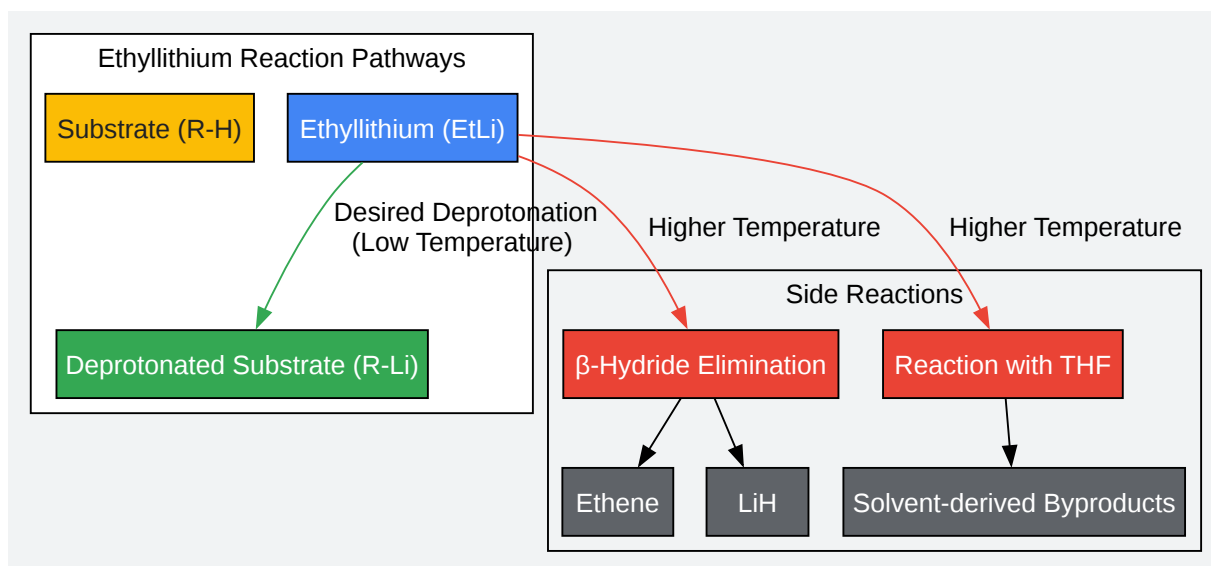 Ethyllithium Reaction Pathways
Substrate (R-H)
Ethyllithium (EtLi)
Desired Deprotonation
(Low Temperature)
Higher Temperature
Higher Temperature
Side Reactions
Deprotonated Substrate (R-Li)
β-Hydride Elimination
Reaction with THF
Ethene
LiH
Solvent-derived Byproducts